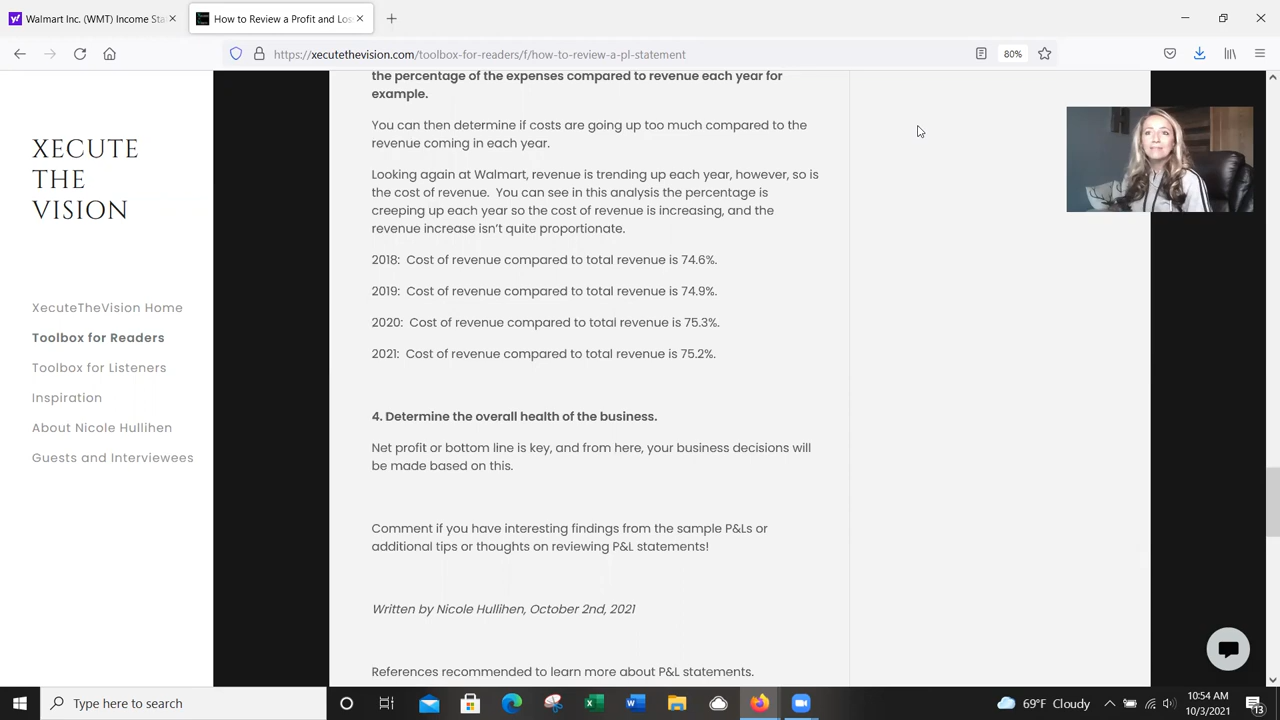 Walmart Inc. (WMT) Income Sta
How to Review a Profit and Los
https://xecutethevision.com/toolbox-for-readers/f/how-to-review-a-pl-statement
80%
XECUTE
THE
VISION
XecuteTheVision Home
Toolbox for Readers
Toolbox for Listeners
Inspiration
About Nicole Hullihen
Guests and Interviewees
the percentage of the expenses compared to revenue each year for
example.
You can then determine if costs are going up too much compared to the
revenue coming in each year.
Looking again at Walmart, revenue is trending up each year, however, so is
the cost of revenue.  You can see in this analysis the percentage is
creeping up each year so the cost of revenue is increasing, and the
revenue increase isn’t quite proportionate.
2018:  Cost of revenue compared to total revenue is 74.6%.
2019:  Cost of revenue compared to total revenue is 74.9%.
2020:  Cost of revenue compared to total revenue is 75.3%.
2021:  Cost of revenue compared to total revenue is 75.2%.
4. Determine the overall health of the business.
Net profit or bottom line is key, and from here, your business decisions will
be made based on this.
Comment if you have interesting findings from the sample P&Ls or
additional tips or thoughts on reviewing P&L statements!
Written by Nicole Hullihen, October 2nd, 2021
References recommended to learn more about P&L statements.
Type here to search
69°F Cloudy
10:54 AM
10/3/2021
13